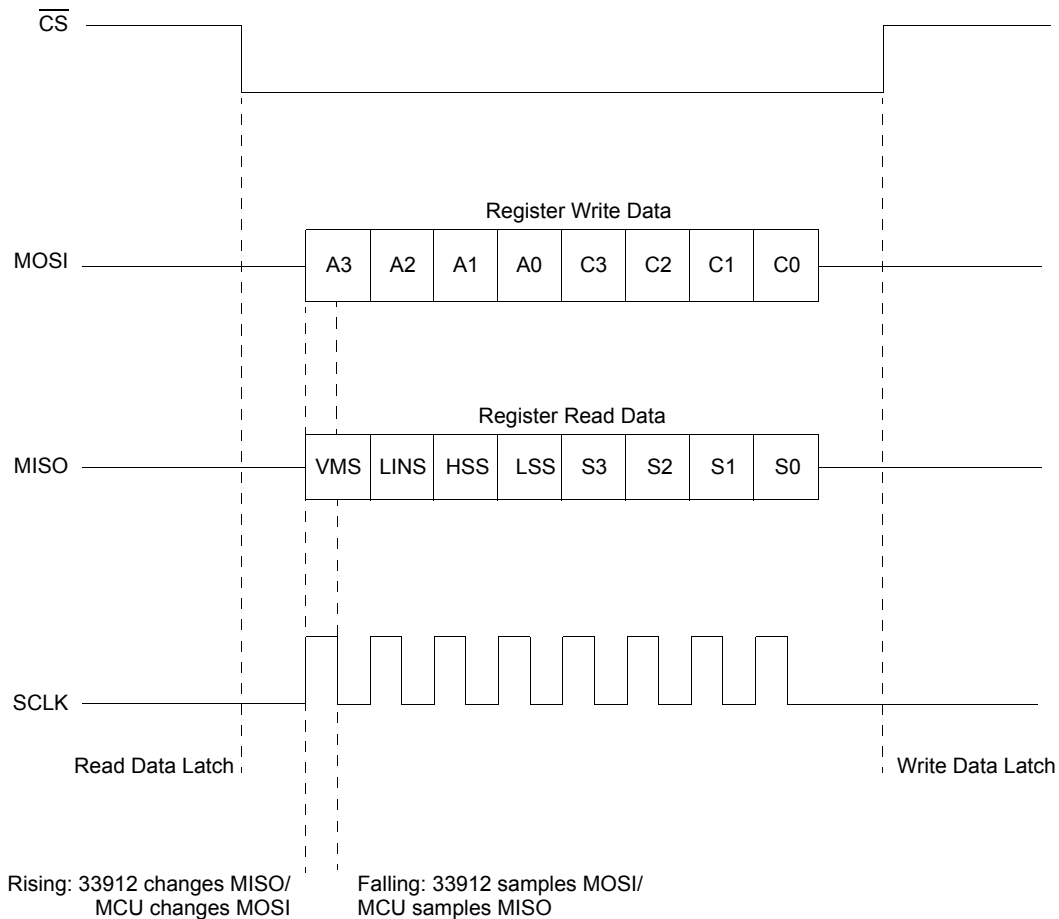 CS
Register Write Data
MOSI
A3 A2 A1 A0 C3 C2 C1 C0
Register Read Data
MISO
VMS LINS HSS LSS S3 S2 S1 S0
SCLK
Read Data Latch
Write Data Latch
Rising: 33912 changes MISO/
MCU changes MOSI
Falling: 33912 samples MOSI/
MCU samples MISO